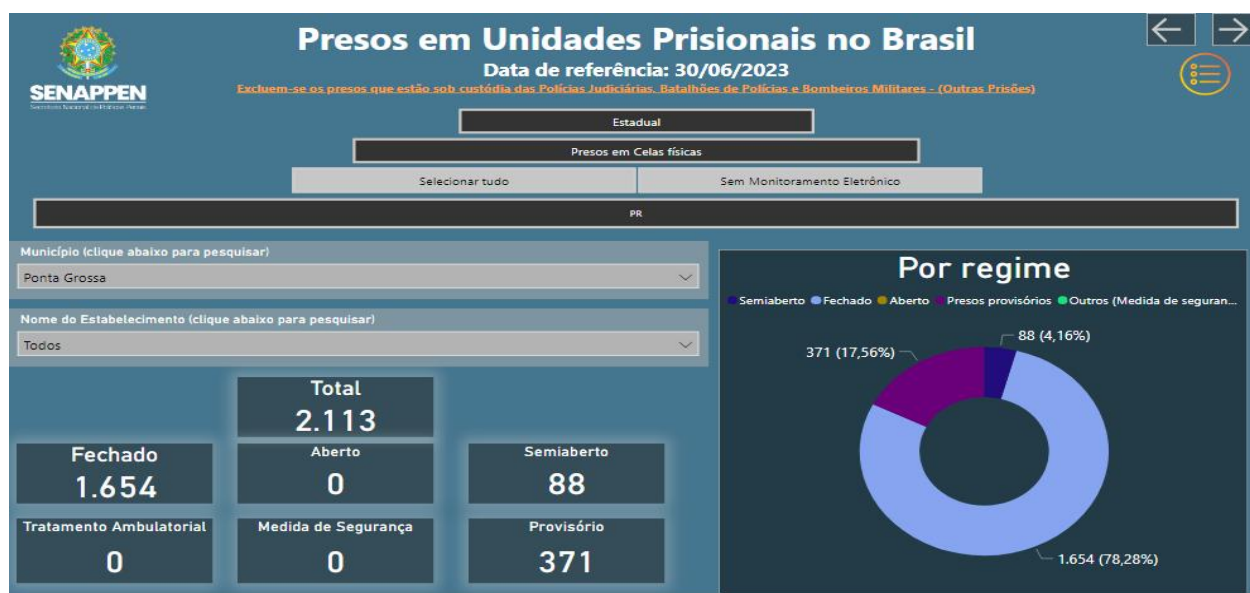 Presos em Unidades Prisionais no Brasil
Data de referência: 30/06/2023
Excluem-se os presos que estão sob custódia das Polícias Judiciárias, Batalhões de Polícias e Bombeiros Militares - (Outras Prisões)
SENAPPEN
Secretaria Nacional de Políticas Penais
Estadual
Presos em Celas físicas
Selecionar tudo
Sem Monitoramento Eletrônico
PR
Município (clique abaixo para pesquisar)
Ponta Grossa
Nome do Estabelecimento (clique abaixo para pesquisar)
Todos
Total
2.113
Fechado
1.654
Aberto
0
Semiaberto
88
Tratamento Ambulatorial
0
Medida de Segurança
0
Provisório
371
Por regime
Semiaberto Fechado Aberto Presos provisórios Outros (Medida de seguran...
88 (4,16%)
371 (17,56%)
1.654 (78,28%)